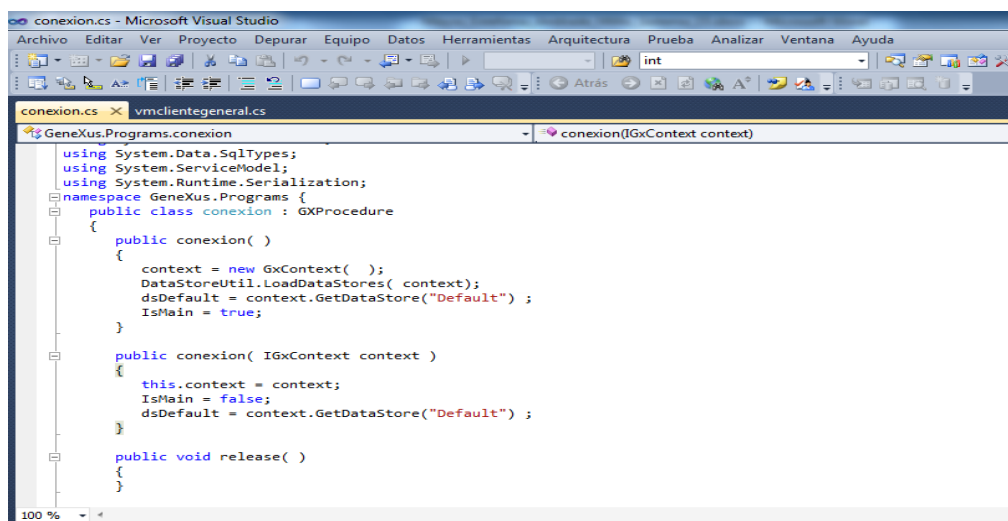 conexion.cs - Microsoft Visual Studio
Archivo Editar Ver Proyecto Depurar Equipo Datos Herramientas Arquitectura Prueba Analizar Ventana Ayuda
int
Atrás
conexion.cs vmclientegeneral.cs
GeneXus.Programs.conexion conexion(IGxContext context)
using System.Data.SqlTypes;
using System.ServiceModel;
using System.Runtime.Serialization;
namespace GeneXus.Programs {
public class conexion : GXProcedure
{
public conexion( )
{
context = new GxContext(  );
DataStoreUtil.LoadDataStores( context);
dsDefault = context.GetDataStore("Default") ;
IsMain = true;
}
public conexion( IGxContext context )
{
this.context = context;
IsMain = false;
dsDefault = context.GetDataStore("Default") ;
}
public void release( )
{
}
100 %